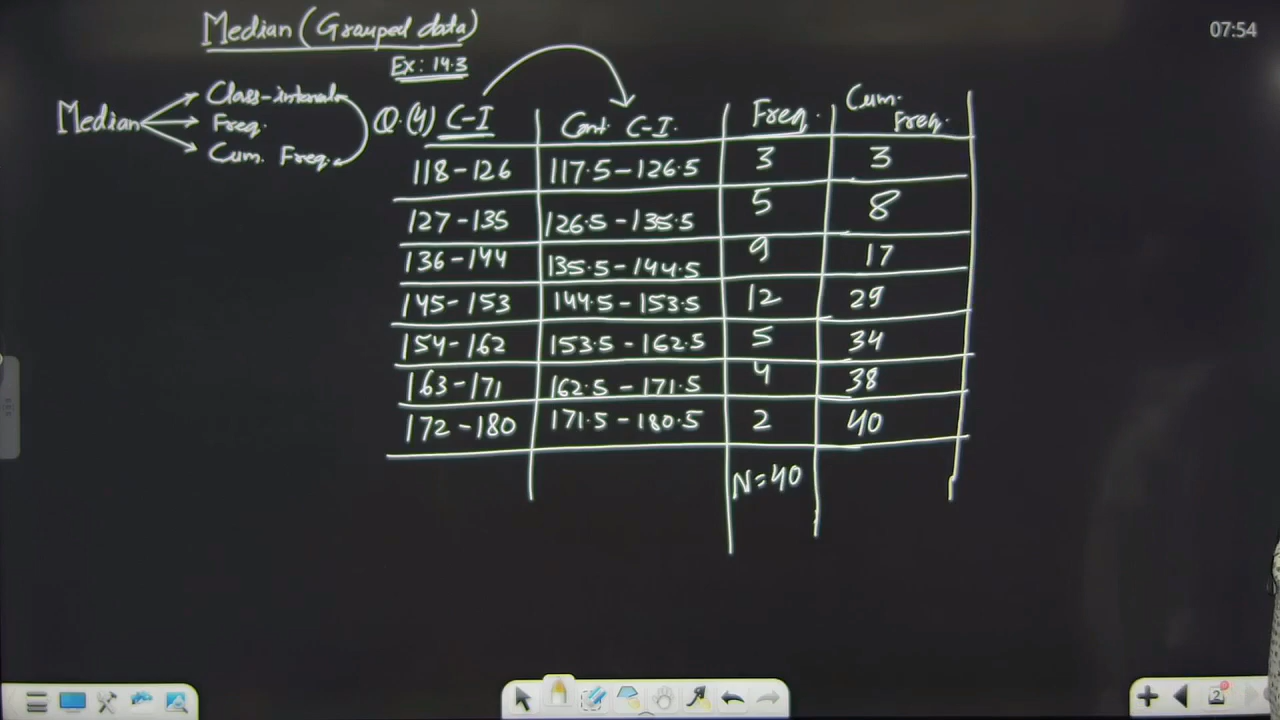 Median (Grouped data)
07:54
Ex: 14.3
Median
Class-interval
Freq.
Cum. Freq.
Q.(4) C-I | Cont. C-I. | Freq. | Cum. Freq.
118-126 | 117.5-126.5 | 3 | 3
127-135 | 126.5-135.5 | 5 | 8
136-144 | 135.5-144.5 | 9 | 17
145-153 | 144.5-153.5 | 12 | 29
154-162 | 153.5-162.5 | 5 | 34
163-171 | 162.5-171.5 | 4 | 38
172-180 | 171.5-180.5 | 2 | 40
N=40
2